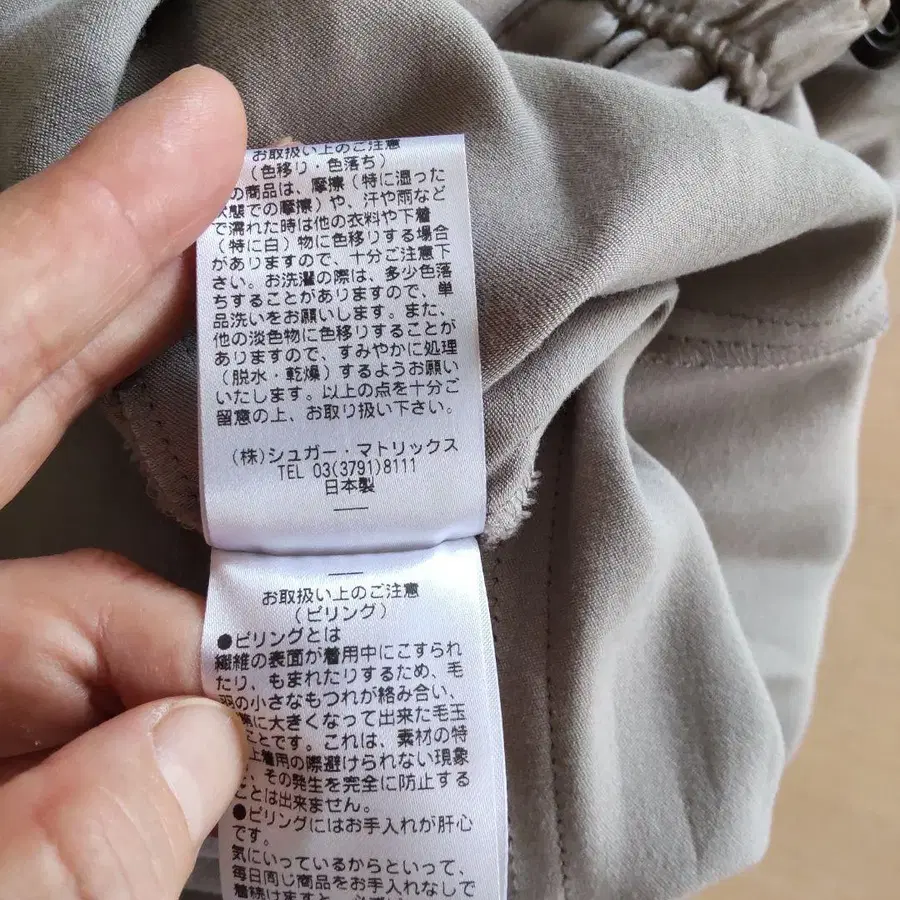 お取扱い上のご注意
(色移り・色落ち)
の商品は、摩擦(特に湿った
状態での摩擦)や、汗や雨など
で濡れた時は他の衣料や下着
(特に白)物に色移りする場合
がありますので、十分ご注意下
さい。お洗濯の際は、多少色落
ちすることがありますので、単
品洗いをお願いします。また、
他の淡色物に色移りすることが
ありますので、すみやかに処理
(脱水・乾燥)するようお願い
いたします。以上の点を十分ご
留意の上、お取り扱い下さい。
(株)シュガー・マトリックス
TEL 03(3791)8111
日本製
お取扱い上のご注意
(ピリング)
●ピリングとは
繊維の表面が着用中にこすられ
たり、もまれたりするため、毛
羽の小さなもつれが絡み合い、
に大きくなって出来た毛玉
ことです。これは、素材の特
上着用の際避けられない現象
、その発生を完全に防止する
ことは出来ません。
●ピリングにはお手入れが肝心
です。
気にいっているからといって、
毎日同じ商品をお手入れなしで
着続けますと、